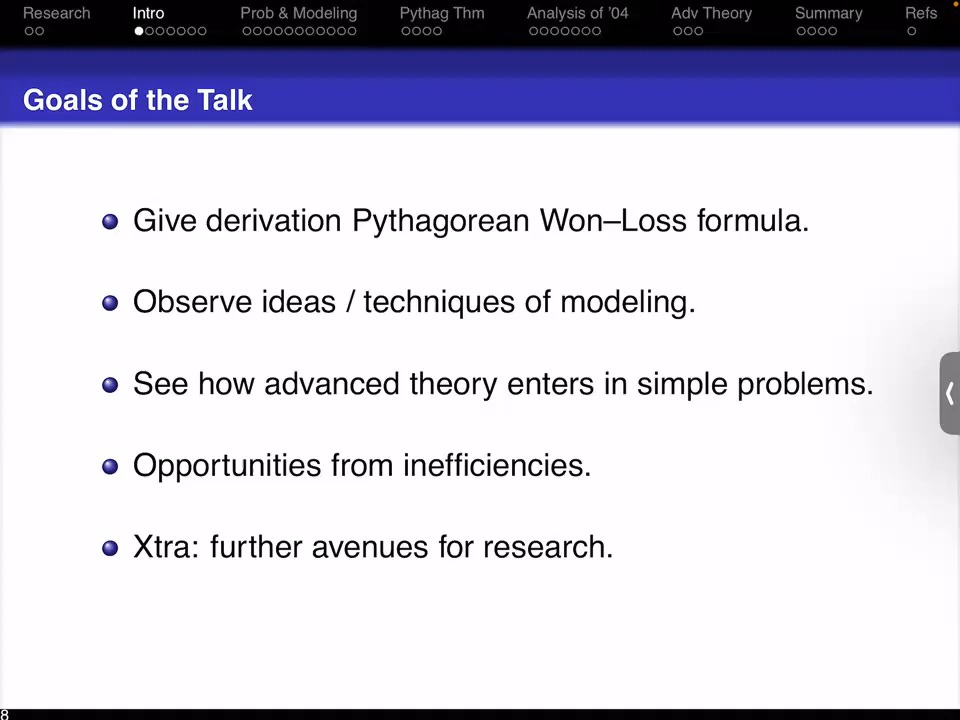 Research Intro Prob & Modeling Pythag Thm Analysis of '04 Adv Theory Summary Refs
Goals of the Talk
Give derivation Pythagorean Won–Loss formula.
Observe ideas / techniques of modeling.
See how advanced theory enters in simple problems.
Opportunities from inefficiencies.
Xtra: further avenues for research.
8